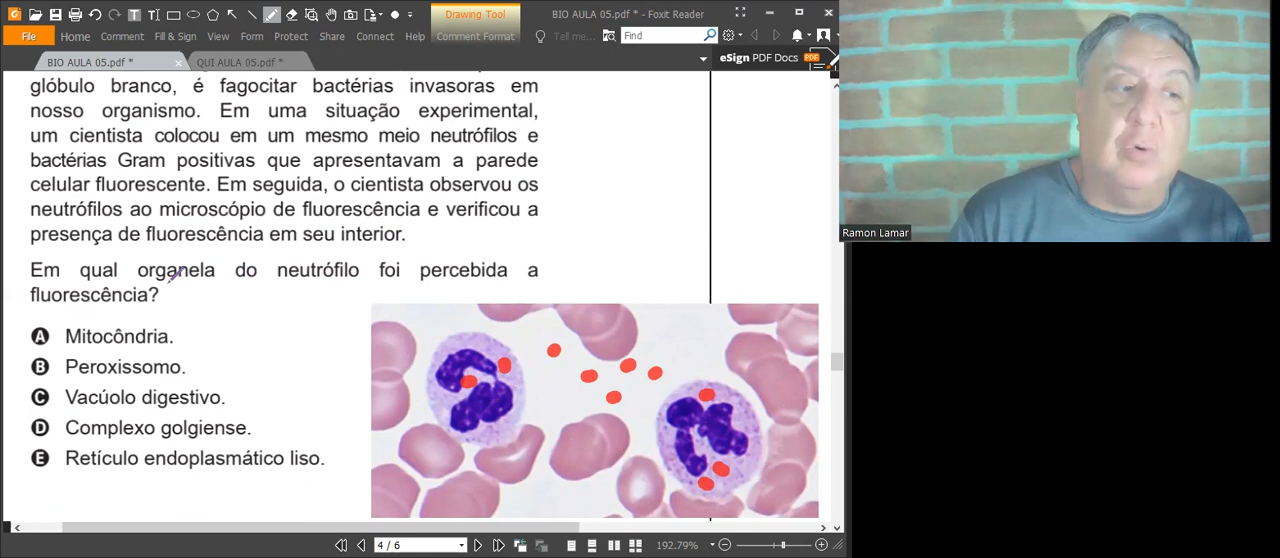 Drawing Tool
BIO AULA 05.pdf * - Foxit Reader
File
Home
Comment
Fill & Sign
View
Form
Protect
Share
Connect
Help
Comment Format
Tell me...
Find
BIO AULA 05.pdf *
QUI AULA 05.pdf *
eSign PDF Docs
PDF
glóbulo branco, é fagocitar bactérias invasoras em
nosso organismo. Em uma situação experimental,
um cientista colocou em um mesmo meio neutrófilos e
bactérias Gram positivas que apresentavam a parede
celular fluorescente. Em seguida, o cientista observou os
neutrófilos ao microscópio de fluorescência e verificou a
presença de fluorescência em seu interior.
Em qual organela do neutrófilo foi percebida a
fluorescência?
A Mitocôndria.
B Peroxissomo.
C Vacúolo digestivo.
D Complexo golgiense.
E Retículo endoplasmático liso.
4 / 6
192.79%
Ramon Lamar